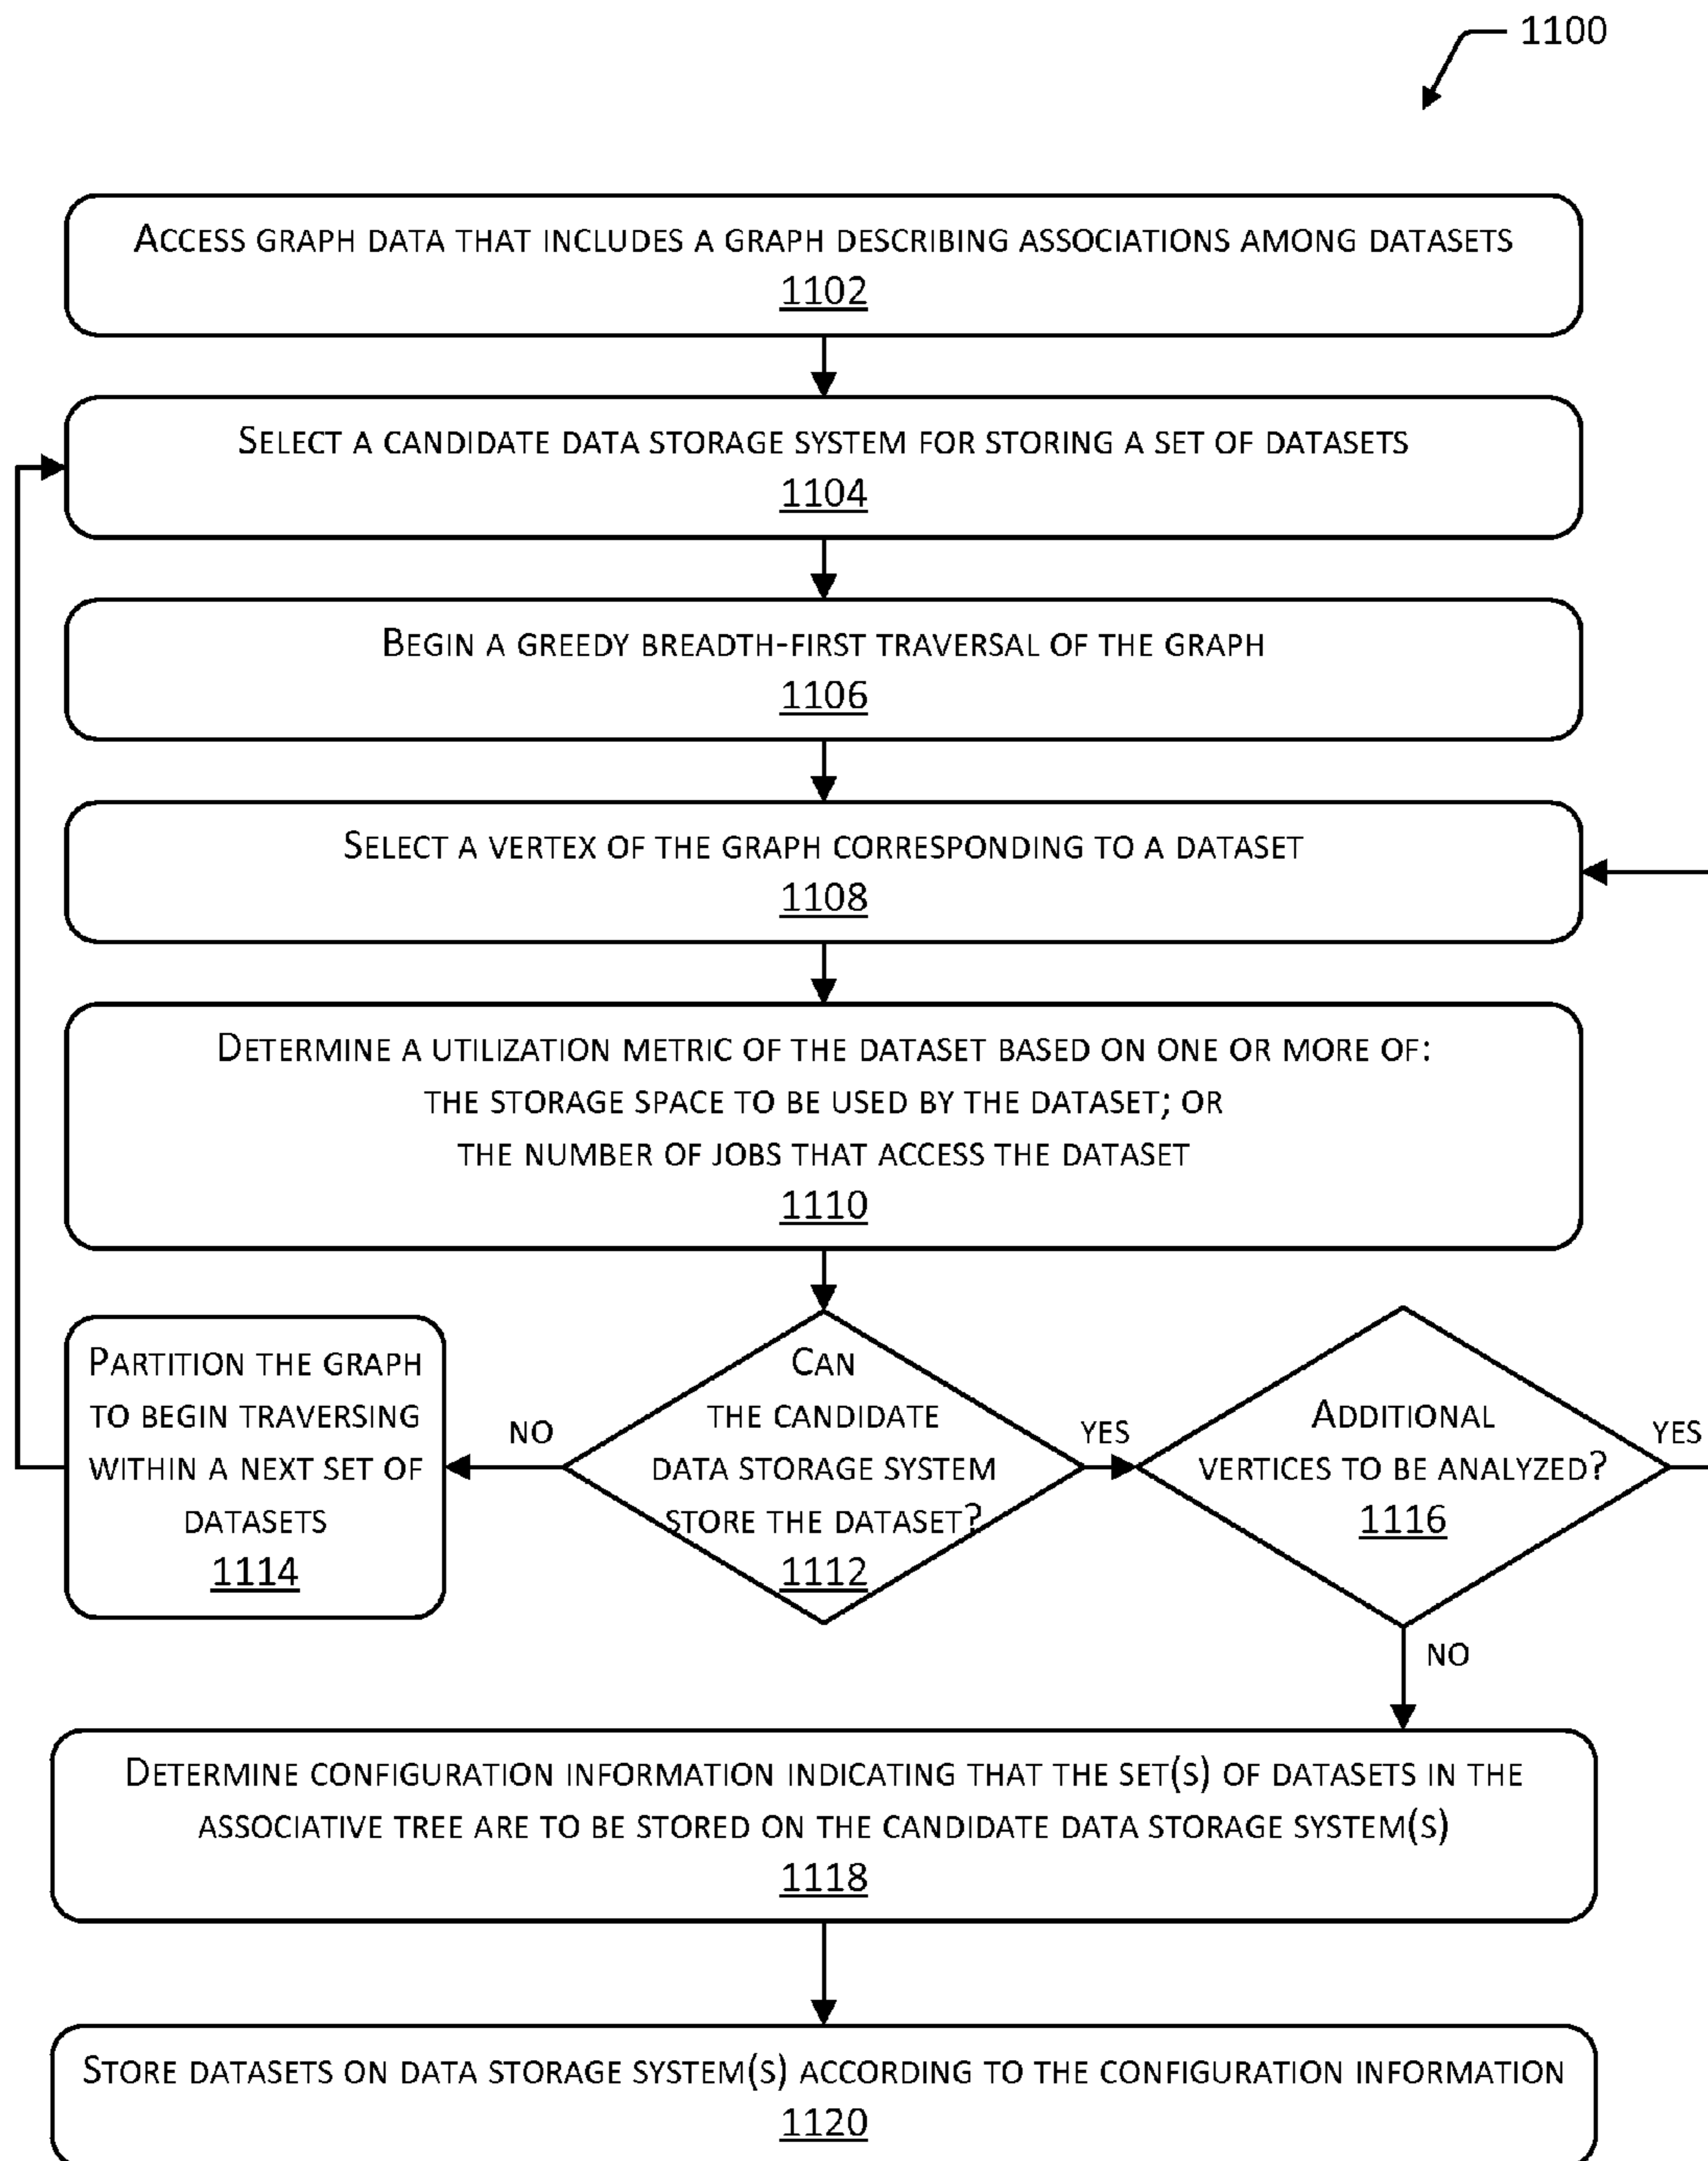 1100
ACCESS GRAPH DATA THAT INCLUDES A GRAPH DESCRIBING ASSOCIATIONS AMONG DATASETS
1102
SELECT A CANDIDATE DATA STORAGE SYSTEM FOR STORING A SET OF DATASETS
1104
BEGIN A GREEDY BREADTH-FIRST TRAVERSAL OF THE GRAPH
1106
SELECT A VERTEX OF THE GRAPH CORRESPONDING TO A DATASET
1108
DETERMINE A UTILIZATION METRIC OF THE DATASET BASED ON ONE OR MORE OF:
THE STORAGE SPACE TO BE USED BY THE DATASET; OR
THE NUMBER OF JOBS THAT ACCESS THE DATASET
1110
PARTITION THE GRAPH
TO BEGIN TRAVERSING
WITHIN A NEXT SET OF
DATASETS
1114
NO
CAN
THE CANDIDATE
DATA STORAGE SYSTEM
STORE THE DATASET?
1112
YES
ADDITIONAL
VERTICES TO BE ANALYZED?
1116
YES
NO
DETERMINE CONFIGURATION INFORMATION INDICATING THAT THE SET(S) OF DATASETS IN THE
ASSOCIATIVE TREE ARE TO BE STORED ON THE CANDIDATE DATA STORAGE SYSTEM(S)
1118
STORE DATASETS ON DATA STORAGE SYSTEM(S) ACCORDING TO THE CONFIGURATION INFORMATION
1120